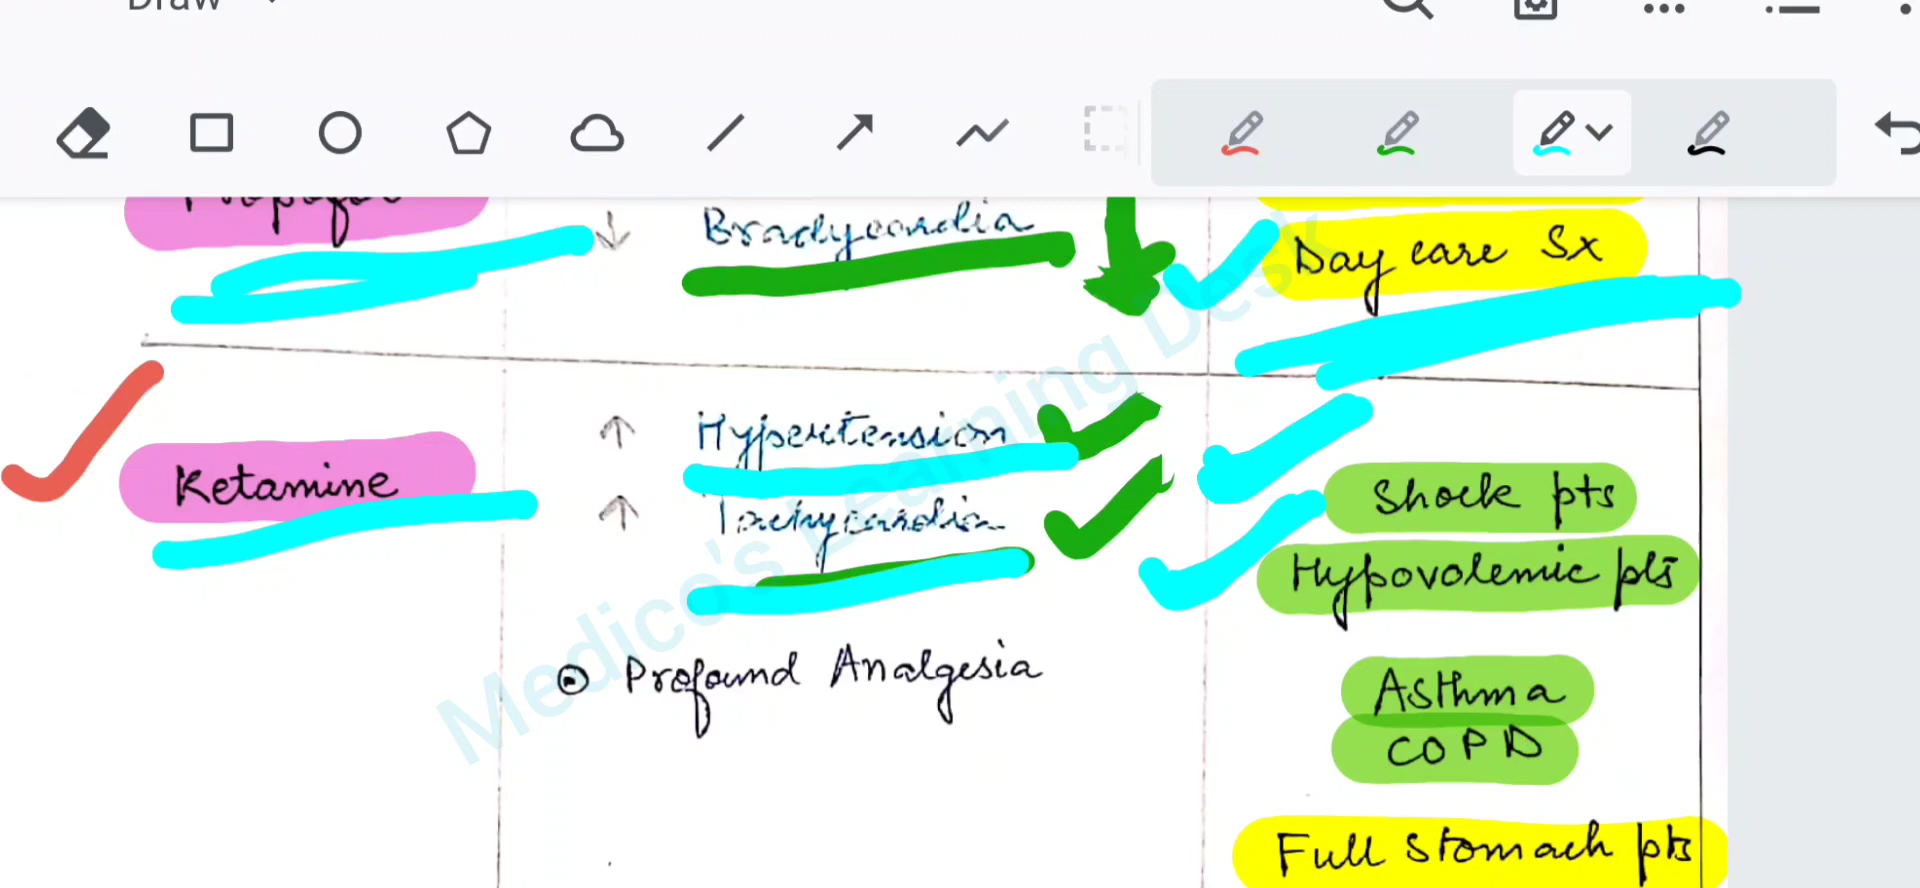 Draw
Propofol
↓ Bradycardia
Day care Sx
Ketamine
↑ Hypertension
↑ Tachycardia
Shock pts
Hypovolemic pts
⊙ Profound Analgesia
Asthma
COPD
Full stomach pts
Medico's Learning Desk